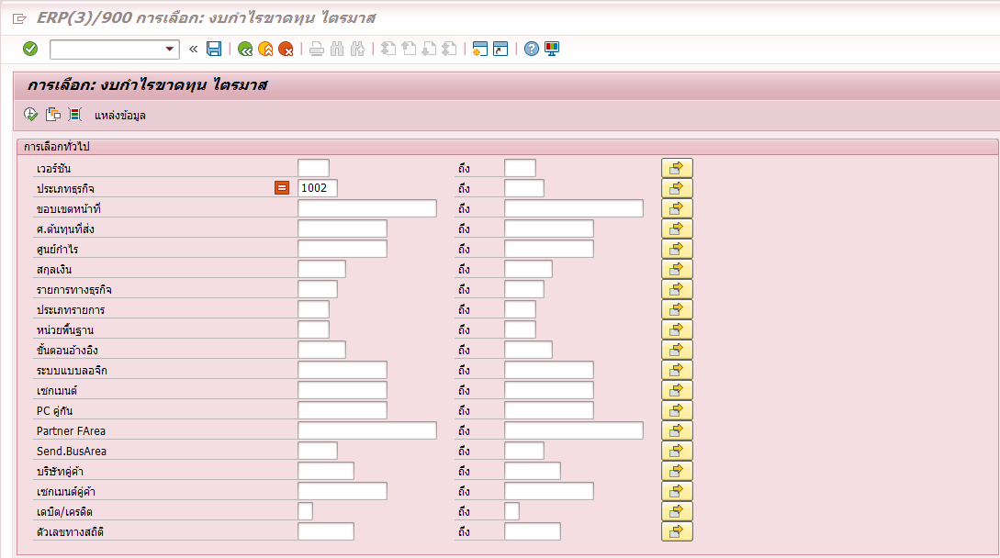 ERP(3)/900 การเลือก: งบกำไรขาดทุน ไตรมาส
การเลือก: งบกำไรขาดทุน ไตรมาส
แหล่งข้อมูล
การเลือกทั่วไป
เวอร์ชัน ถึง
ประเภทธุรกิจ 1002 ถึง
ขอบเขตหน้าที่ ถึง
ศ.ต้นทุนที่ส่ง ถึง
ศูนย์กำไร ถึง
สกุลเงิน ถึง
รายการทางธุรกิจ ถึง
ประเภทรายการ ถึง
หน่วยพื้นฐาน ถึง
ขั้นตอนอ้างอิง ถึง
ระบบแบบลอจิก ถึง
เซกเมนต์ ถึง
PC คู่กัน ถึง
Partner FArea ถึง
Send.BusArea ถึง
บริษัทคู่ค้า ถึง
เซกเมนต์คู่ค้า ถึง
เดบิต/เครดิต ถึง
ตัวเลขทางสถิติ ถึง